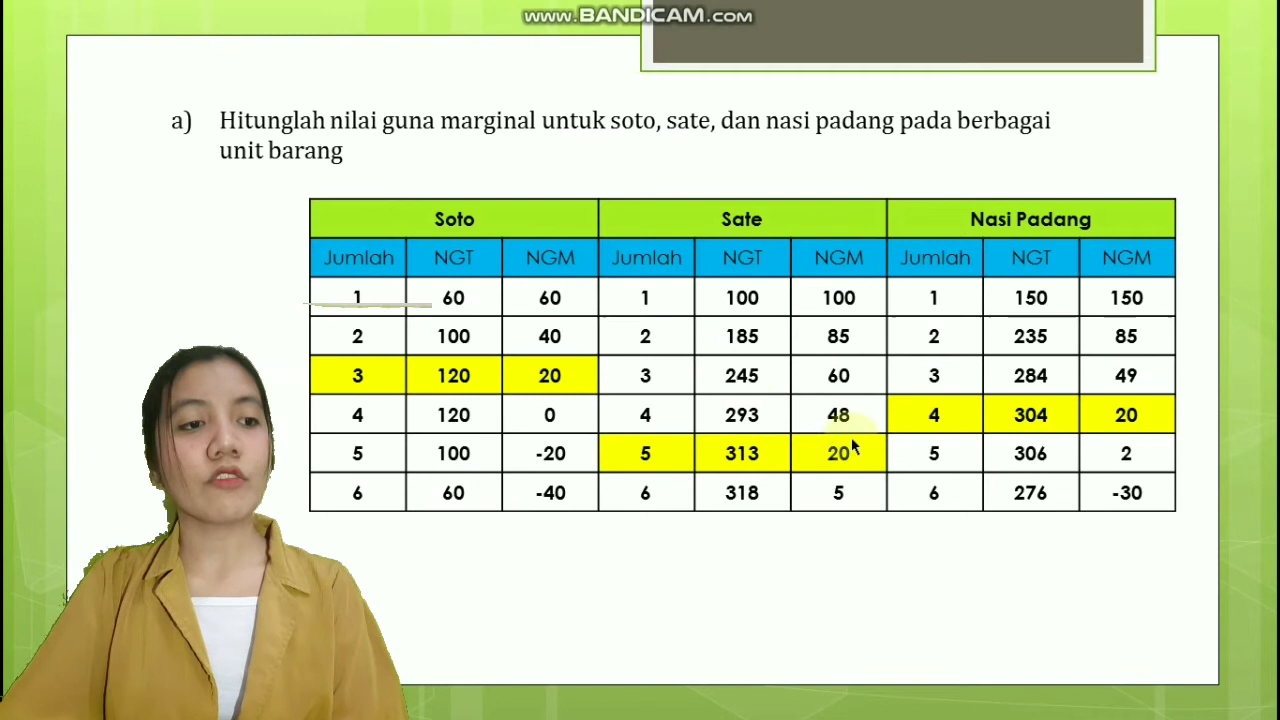 www.BANDICAM.com
a) Hitunglah nilai guna marginal untuk soto, sate, dan nasi padang pada berbagai
unit barang
Soto Sate Nasi Padang
Jumlah NGT NGM Jumlah NGT NGM Jumlah NGT NGM
1 60 60 1 100 100 1 150 150
2 100 40 2 185 85 2 235 85
3 120 20 3 245 60 3 284 49
4 120 0 4 293 48 4 304 20
5 100 -20 5 313 20 5 306 2
6 60 -40 6 318 5 6 276 -30